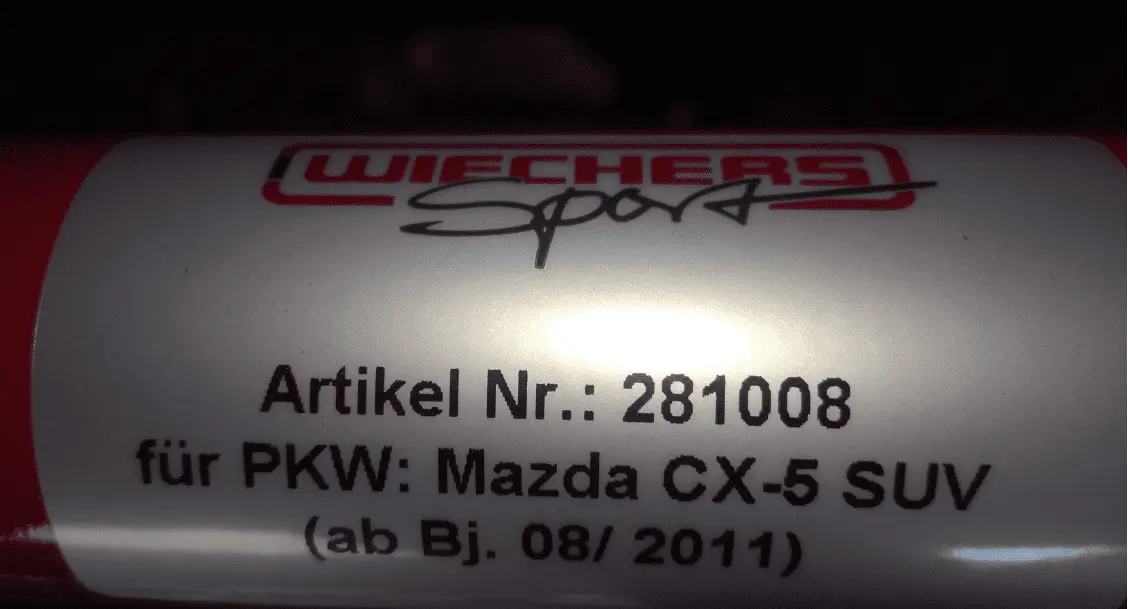 WIECHERS
Sport
Artikel Nr.: 281008
für PKW: Mazda CX-5 SUV
(ab Bj. 08/ 2011)